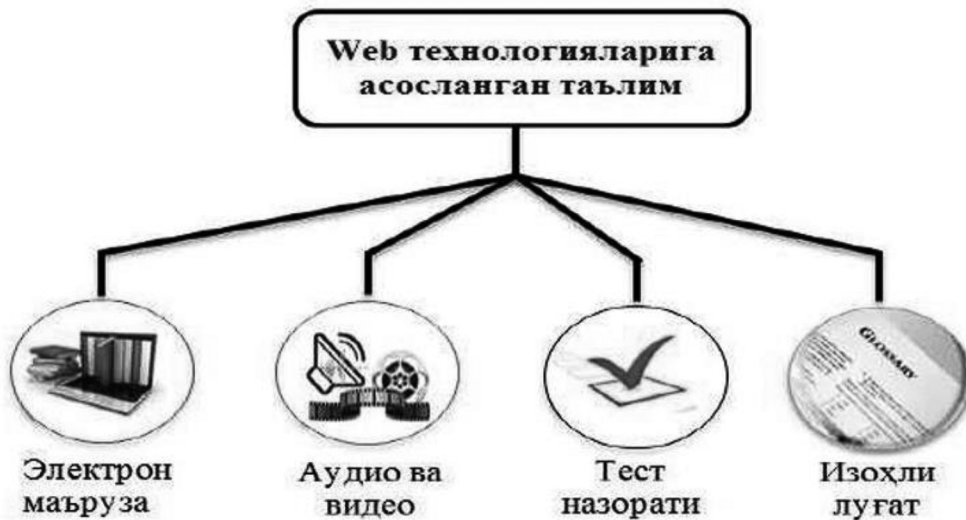 Web технологияларига
асосланган таълим
GLOSSARY
Электрон
маъруза
Аудио ва
видео
Тест
назорати
Изоҳли
луғат